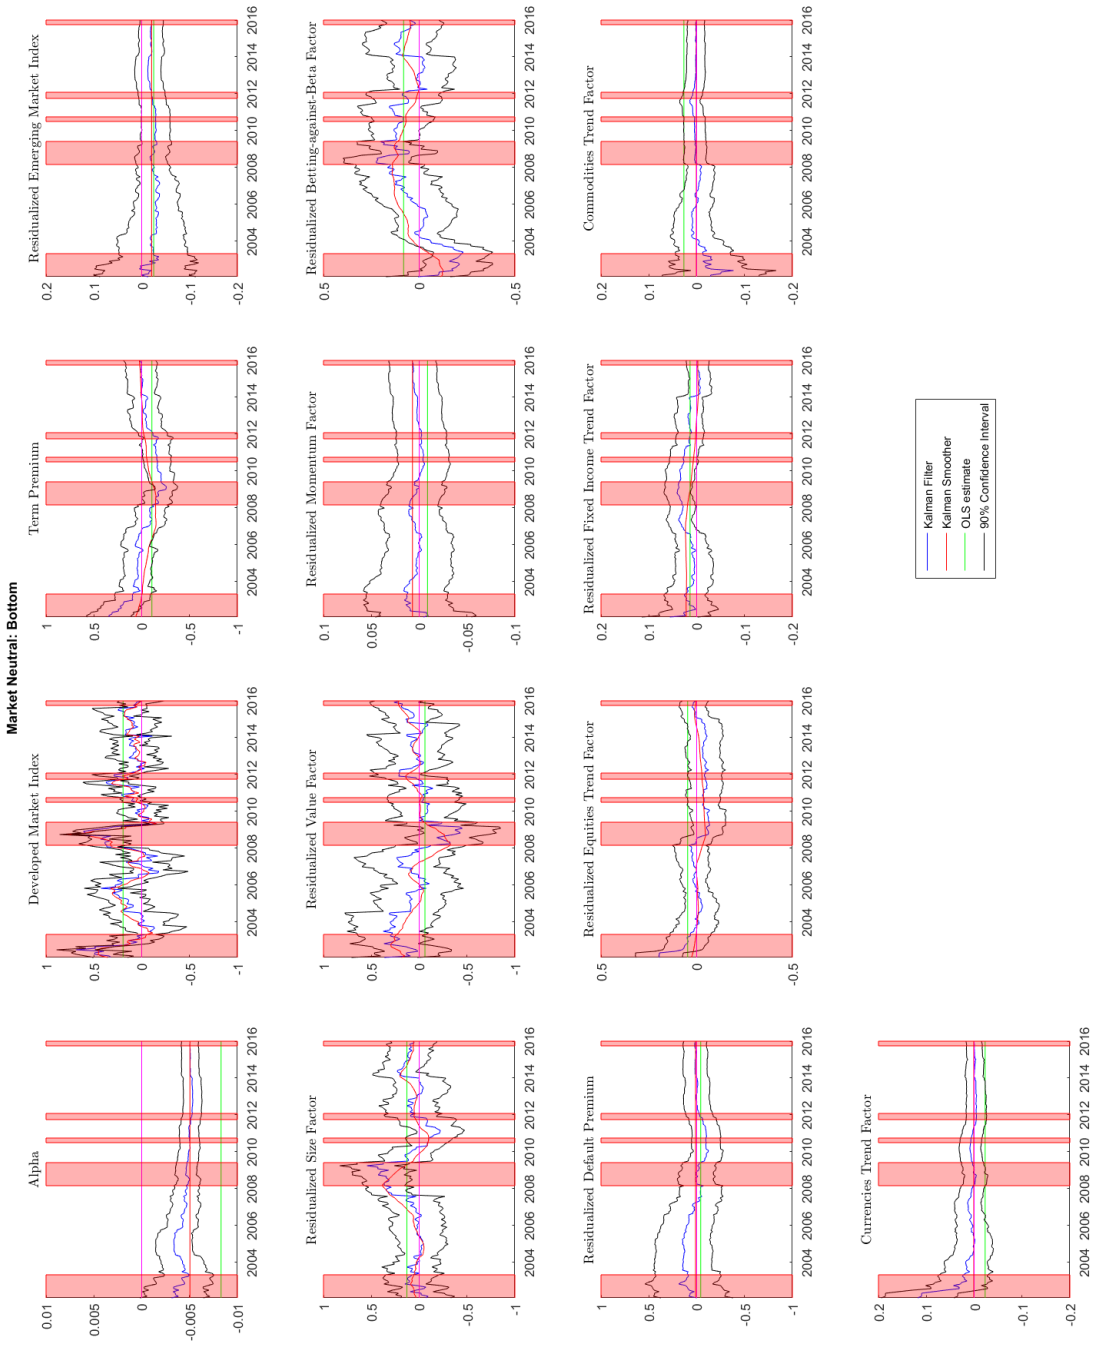 Market Neutral: Bottom
Alpha
0.01
0.005
0
-0.005
-0.01
2004 2006 2008 2010 2012 2014 2016
Developed Market Index
1
0.5
0
-0.5
-1
2004 2006 2008 2010 2012 2014 2016
Term Premium
1
0.5
0
-0.5
-1
2004 2006 2008 2010 2012 2014 2016
Residualized Emerging Market Index
0.2
0.1
0
-0.1
-0.2
2004 2006 2008 2010 2012 2014 2016
Residualized Size Factor
1
0.5
0
-0.5
-1
2004 2006 2008 2010 2012 2014 2016
Residualized Value Factor
1
0.5
0
-0.5
-1
2004 2006 2008 2010 2012 2014 2016
Residualized Momentum Factor
0.1
0.05
0
-0.05
-0.1
2004 2006 2008 2010 2012 2014 2016
Residualized Betting-against-Beta Factor
0.5
0
-0.5
2004 2006 2008 2010 2012 2014 2016
Residualized Default Premium
1
0.5
0
-0.5
-1
2004 2006 2008 2010 2012 2014 2016
Residualized Equities Trend Factor
0.5
0
-0.5
2004 2006 2008 2010 2012 2014 2016
Residualized Fixed Income Trend Factor
0.2
0.1
0
-0.1
-0.2
2004 2006 2008 2010 2012 2014 2016
Commodities Trend Factor
0.2
0.1
0
-0.1
-0.2
2004 2006 2008 2010 2012 2014 2016
Currencies Trend Factor
0.2
0.1
0
-0.1
-0.2
2004 2006 2008 2010 2012 2014 2016
Kalman Filter
Kalman Smoother
OLS estimate
90% Confidence Interval